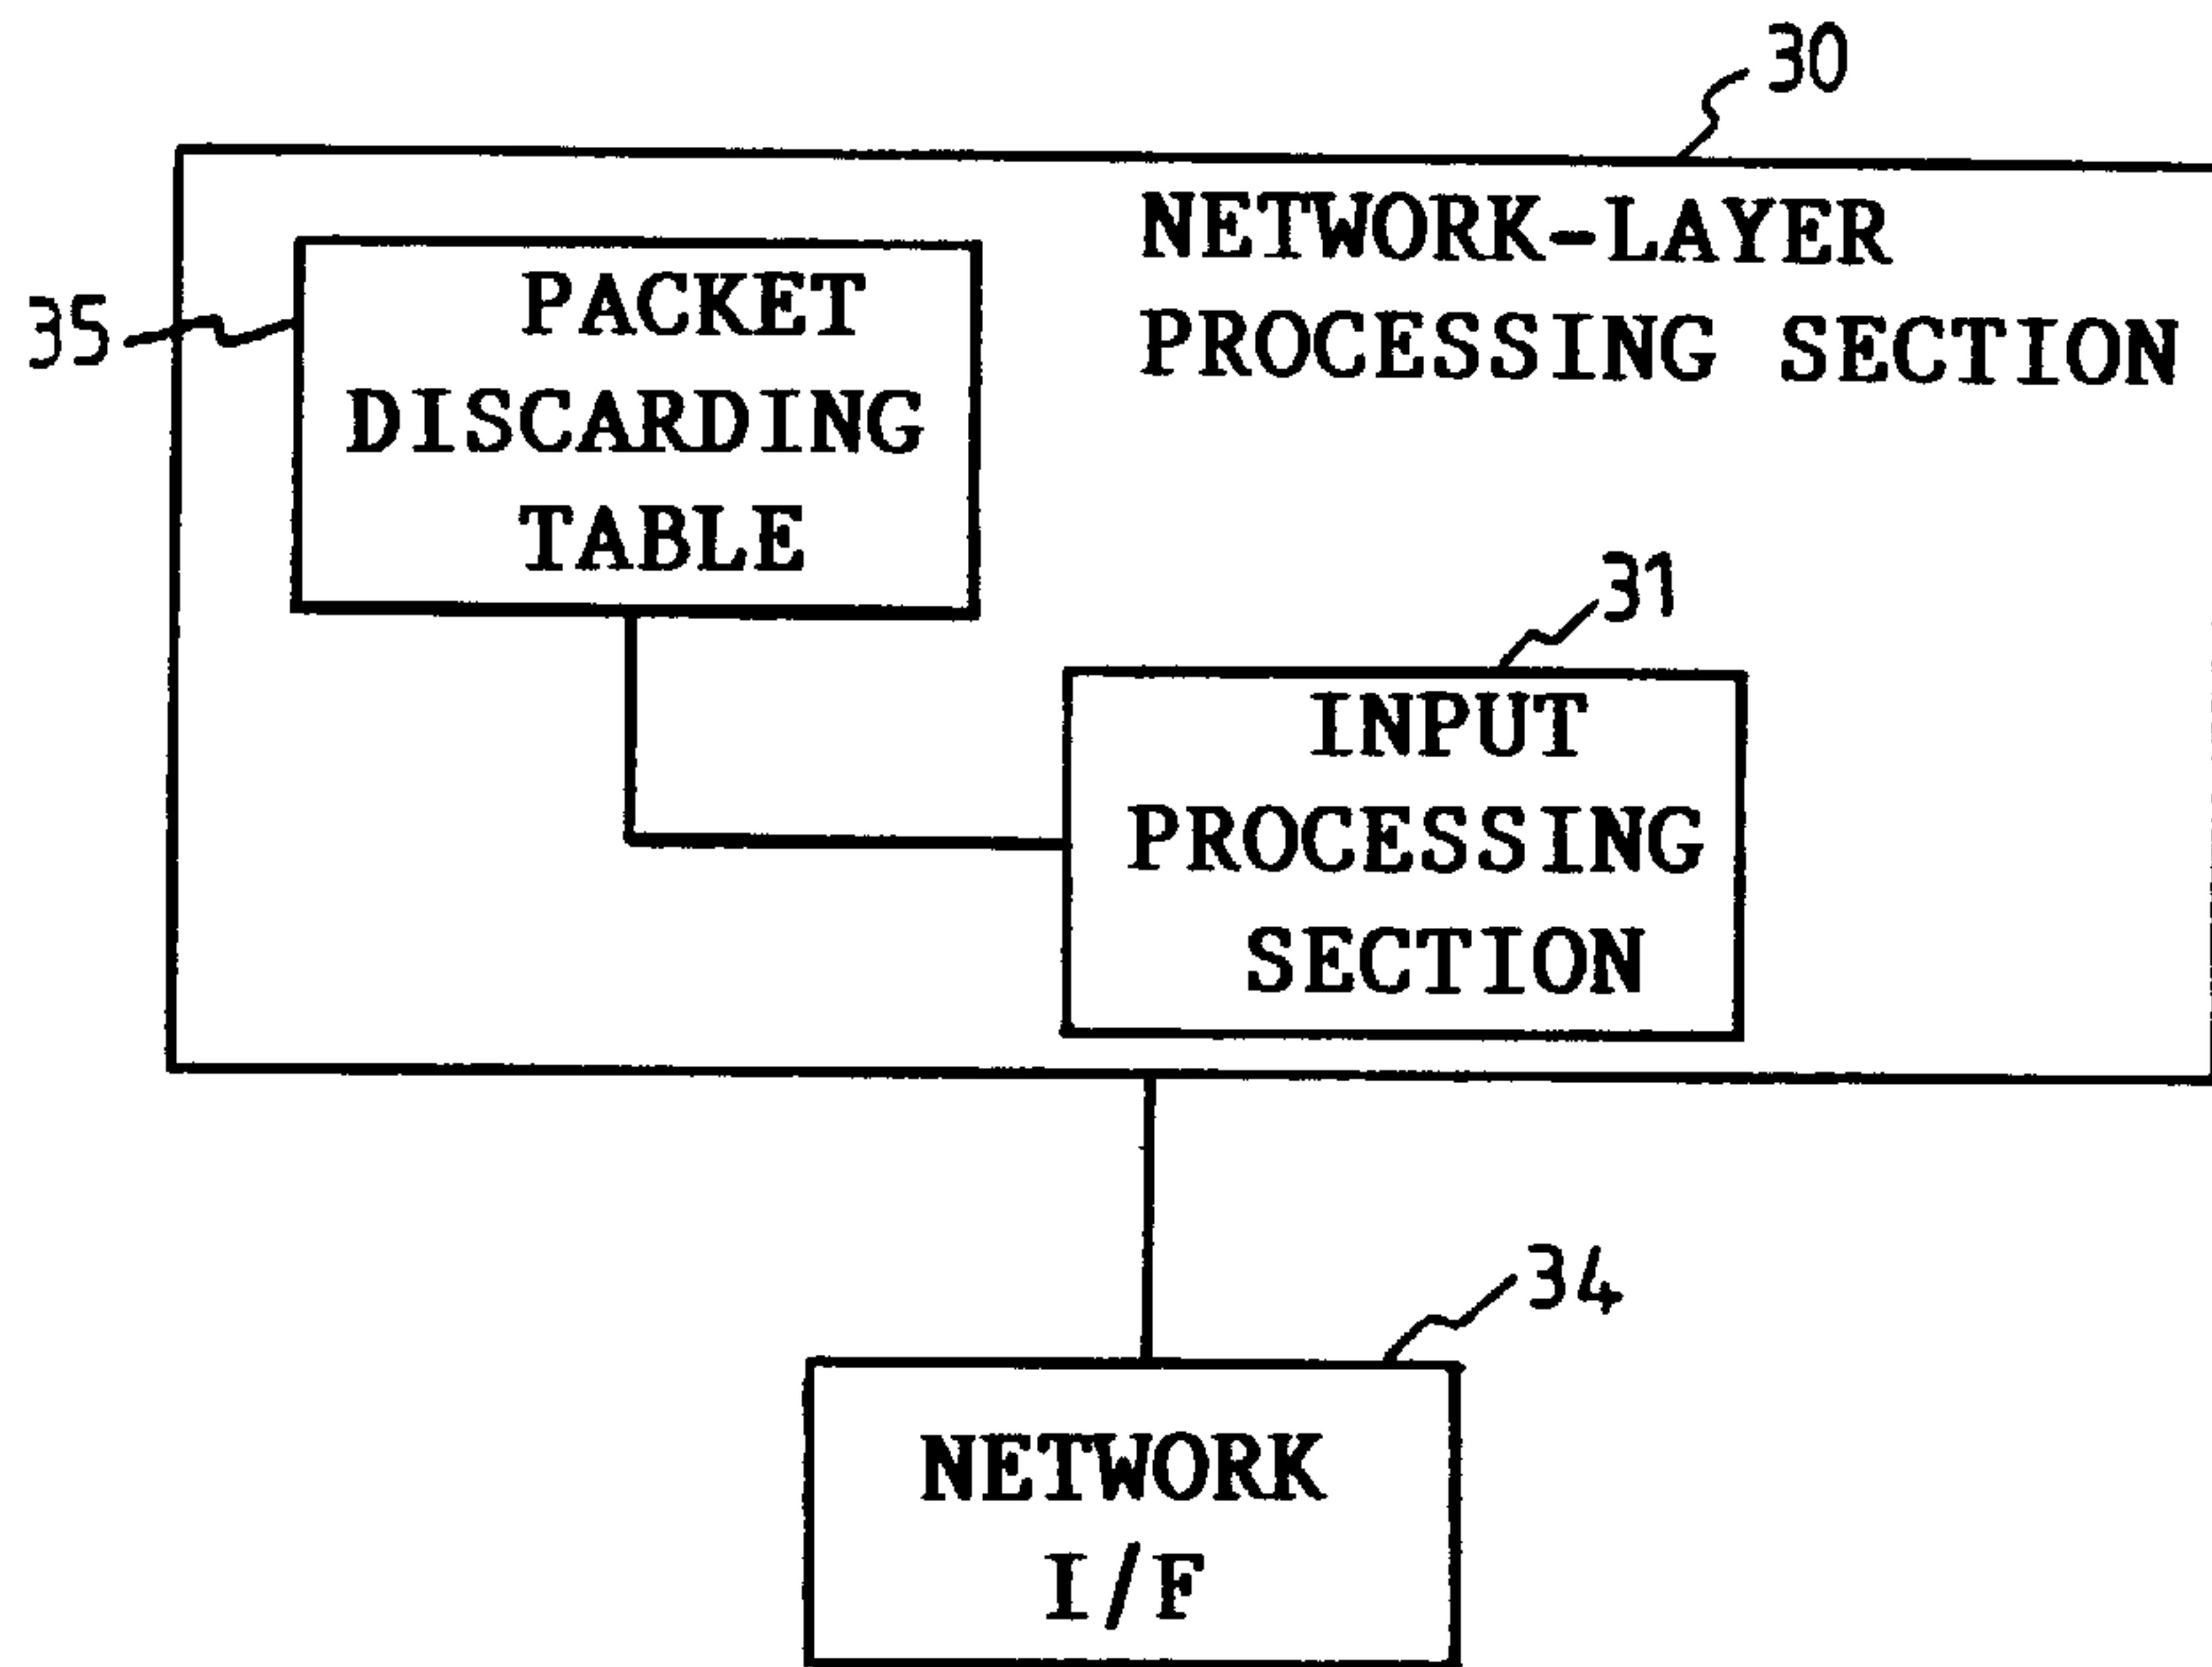 30
NETWORK-LAYER
PROCESSING SECTION
35
PACKET
DISCARDING
TABLE
31
INPUT
PROCESSING
SECTION
34
NETWORK
I/F